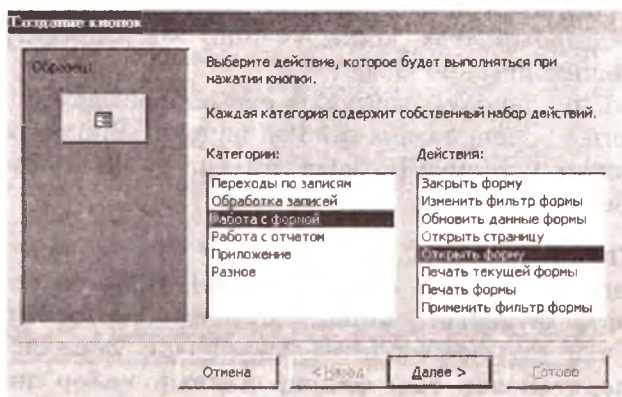 Создание кнопок
Образец:
Выберите действие, которое будет выполняться при
нажатии кнопки.
Каждая категория содержит собственный набор действий.
Категории:
Действия:
Переходы по записям
Обработка записей
Работа с формой
Работа с отчетом
Приложение
Разное
Закрыть форму
Изменить фильтр формы
Обновить данные формы
Открыть страницу
Открыть форму
Печать текущей формы
Печать формы
Применить фильтр формы
Отмена
< Назад
Далее >
Готово